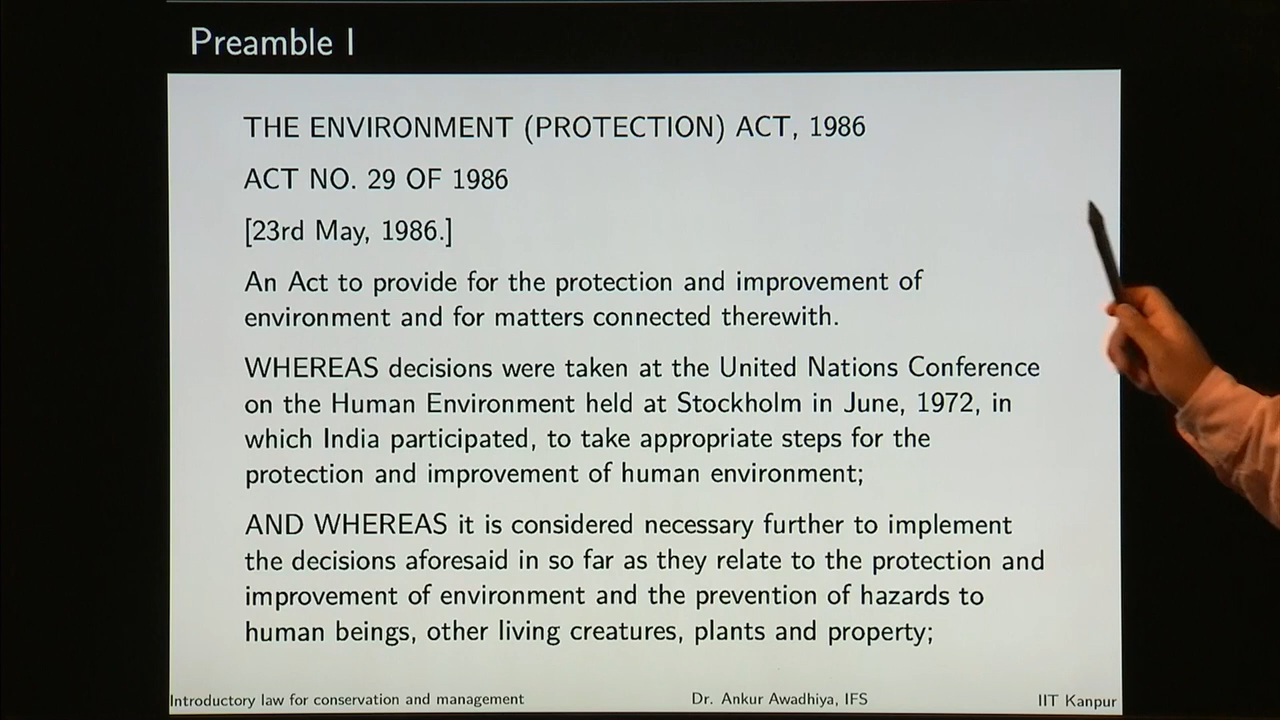 Preamble I
THE ENVIRONMENT (PROTECTION) ACT, 1986
ACT NO. 29 OF 1986
[23rd May, 1986.]
An Act to provide for the protection and improvement of
environment and for matters connected therewith.
WHEREAS decisions were taken at the United Nations Conference
on the Human Environment held at Stockholm in June, 1972, in
which India participated, to take appropriate steps for the
protection and improvement of human environment;
AND WHEREAS it is considered necessary further to implement
the decisions aforesaid in so far as they relate to the protection and
improvement of environment and the prevention of hazards to
human beings, other living creatures, plants and property;
Introductory law for conservation and management Dr. Ankur Awadhiya, IFS IIT Kanpur